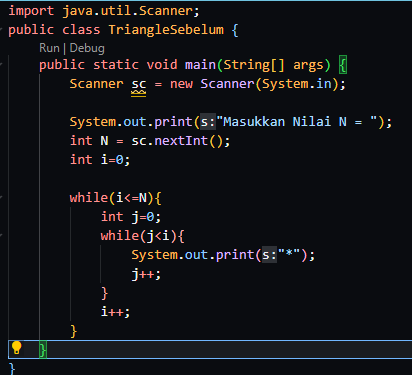 import java.util.Scanner;
public class TriangleSebelum {
Run | Debug
public static void main(String[] args) {
Scanner sc = new Scanner(System.in);
System.out.print(s:"Masukkan Nilai N = ");
int N = sc.nextInt();
int i=0;
while(i<=N){
int j=0;
while(j<i){
System.out.print(s:"*");
j++;
}
i++;
}
}
}